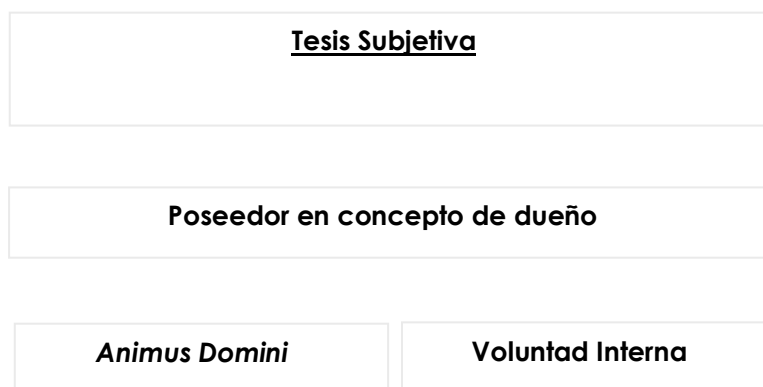 Tesis Subjetiva
Poseedor en concepto de dueño
Animus Domini
Voluntad Interna